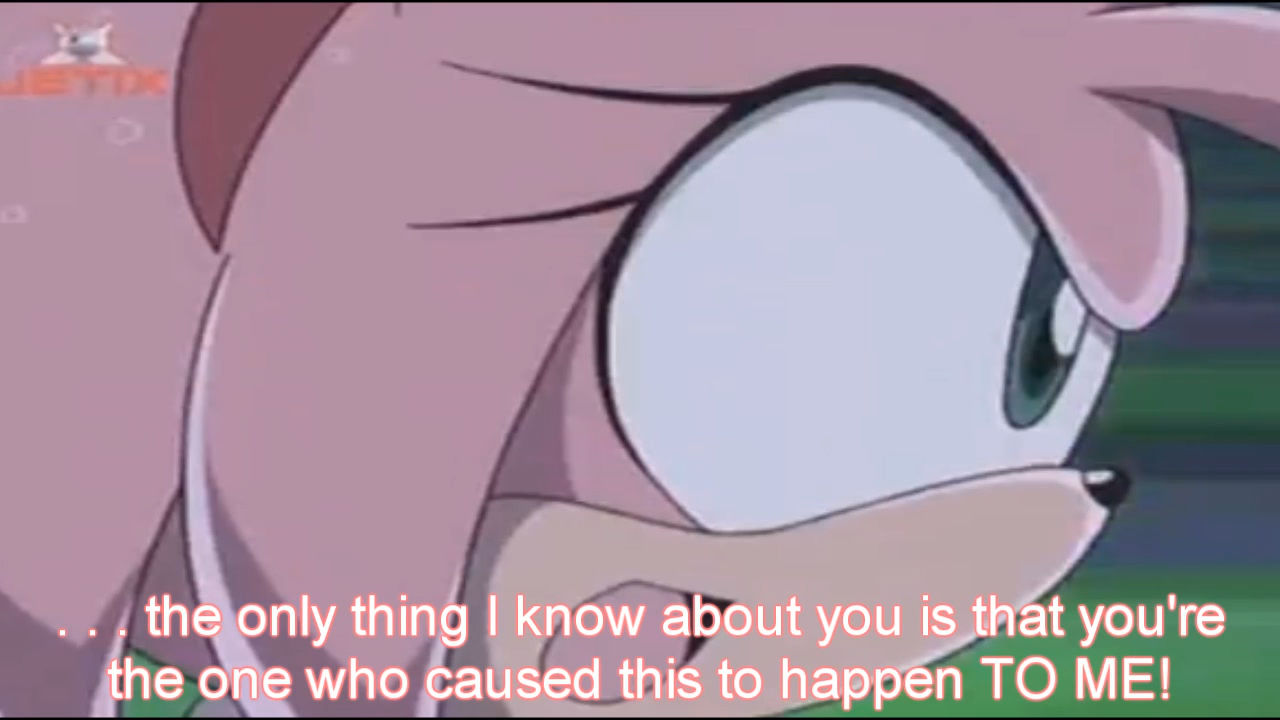 JETIX
. . . the only thing I know about you is that you're
the one who caused this to happen TO ME!